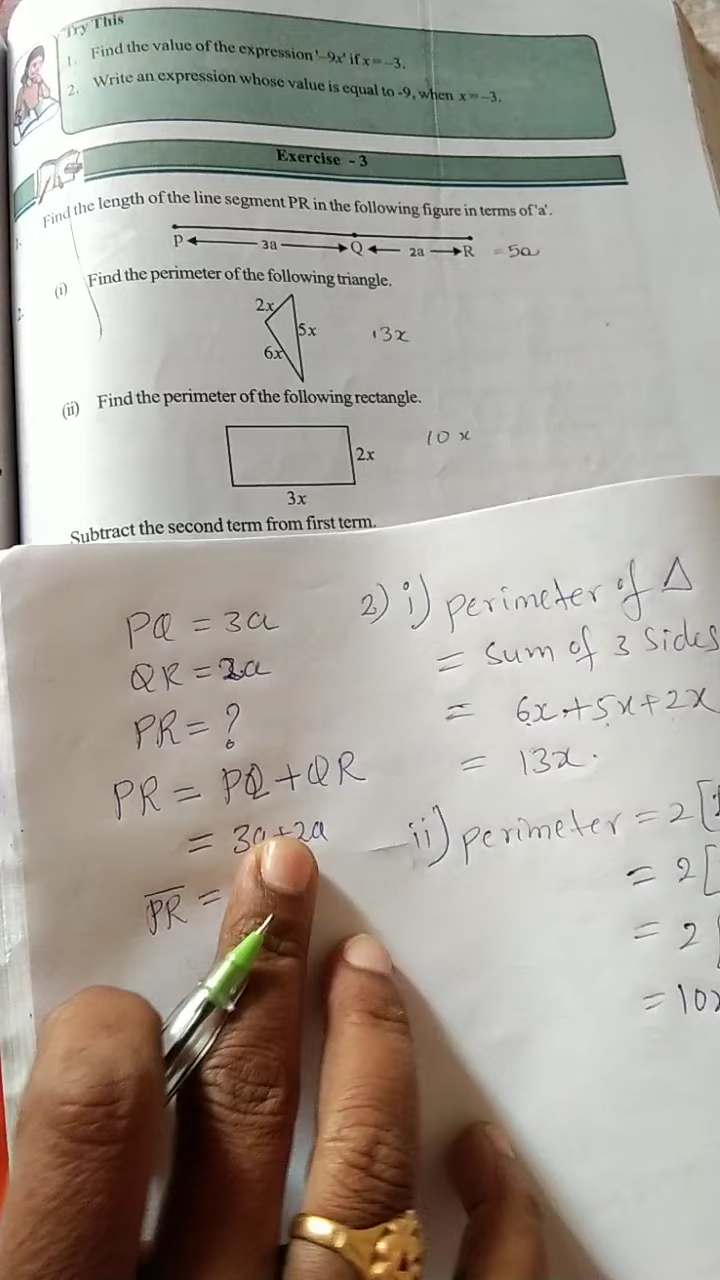 Try This
1. Find the value of the expression '-9x' if x = -3.
2. Write an expression whose value is equal to -9, when x = -3.
Exercise - 3
1. Find the length of the line segment PR in the following figure in terms of 'a'.
P 3a Q 2a R = 5a
2. (i) Find the perimeter of the following triangle.
2x
5x
6x
13x
(ii) Find the perimeter of the following rectangle.
2x
10x
3x
Subtract the second term from first term.
PQ = 3a
QR = 2a
PR = ?
PR = PQ + QR
= 3a + 2a
PR =
2) i) perimeter of Δ
= Sum of 3 Sides
= 6x + 5x + 2x
= 13x.
ii) perimeter = 2[
= 2[
= 2
= 10x